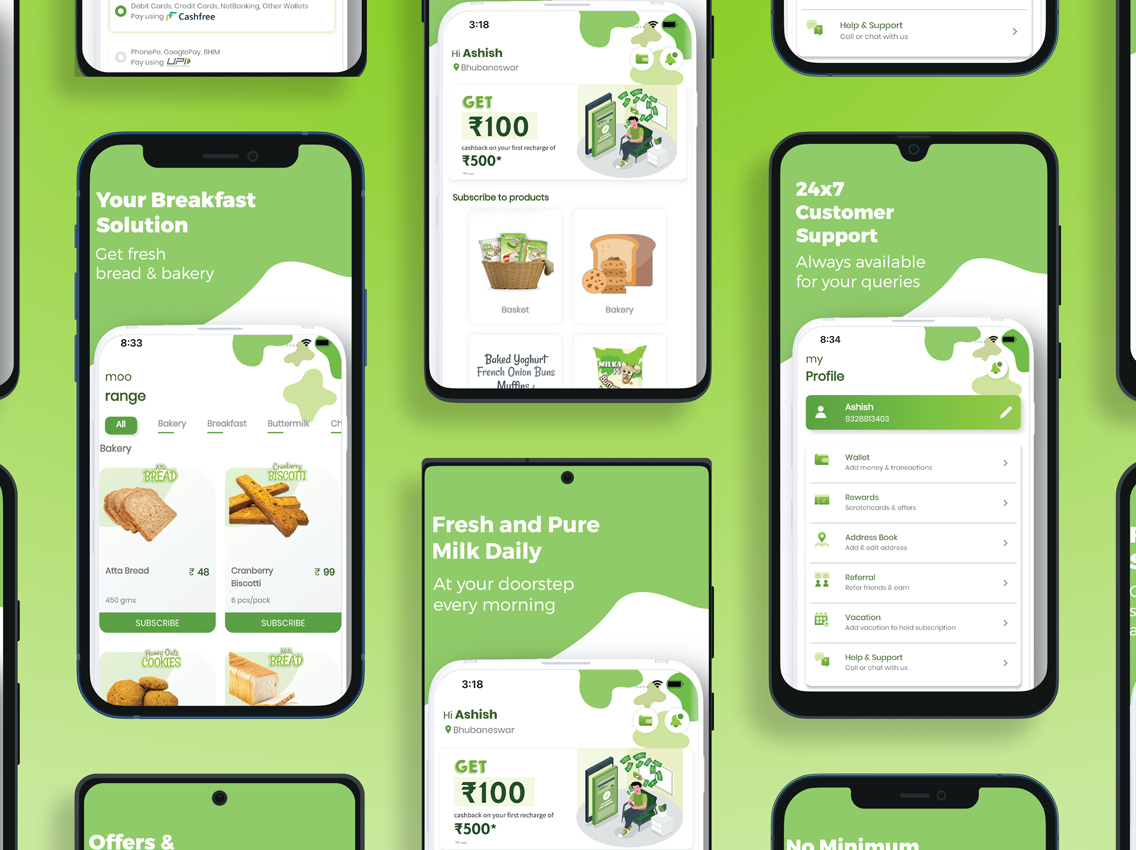 Debit Cards, Credit Cards, NetBanking, Other Wallets
Pay using Cashfree
PhonePe, GooglePay, BHIM
Pay using UPI
Your Breakfast
Solution
Get fresh
bread & bakery
8:33
moo
range
All Bakery Breakfast Buttermilk Ch
Bakery
Atta
BREAD
Cranberry
BISCOTTI
Atta Bread ₹ 48
450 gms
SUBSCRIBE
Cranberry
Biscotti
₹ 99
6 pcs/pack
SUBSCRIBE
Honey Oats
COOKIES
Milk
BREAD
Offers &
3:18
Hi Ashish
Bhubaneswar
GET
₹100
cashback on your first recharge of
₹500*
Subscribe to products
Basket
Bakery
Baked Yoghurt
French Onion Buns
Muffins
MILKY
Fresh and Pure
Milk Daily
At your doorstep
every morning
3:18
Hi Ashish
Bhubaneswar
GET
₹100
cashback on your first recharge of
₹500*
Help & Support
Call or chat with us
24x7
Customer
Support
Always available
for your queries
8:34
my
Profile
Ashish
8328813403
Wallet
Add money & transactions
Rewards
Scratchcards & offers
Address Book
Add & edit address
Referral
Refer friends & earn
Vacation
Add vacation to hold subscription
Help & Support
Call or chat with us
No Minimum